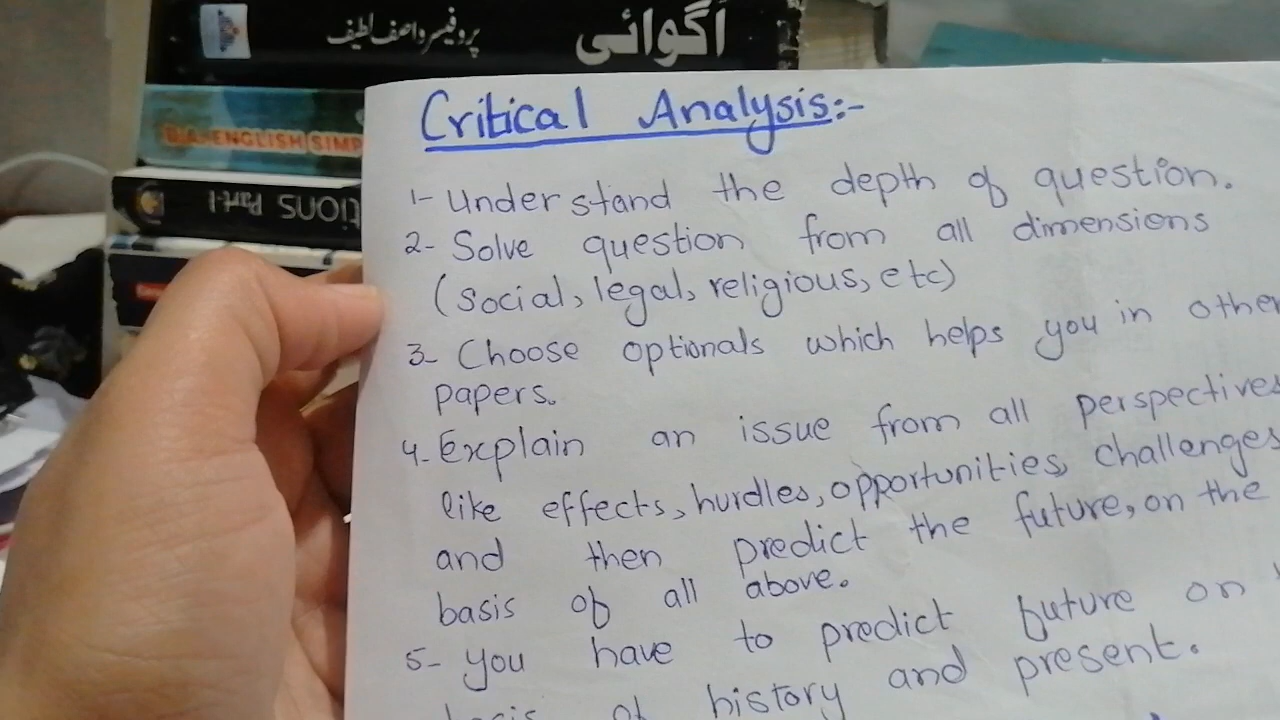 اگوائی
پروفیسر واصف لطیف
B.A. ENGLISH SIMP
TIONS Part-I
Critical Analysis:-
1- Understand the depth of question.
2- Solve question from all dimensions
(social, legal, religious, etc)
3- Choose optionals which helps you in other
papers.
4- Explain an issue from all perspectives
like effects, hurdles, opportunities, challenges
and then predict the future, on the
basis of all above.
5- You have to predict future on
basis of history and present.